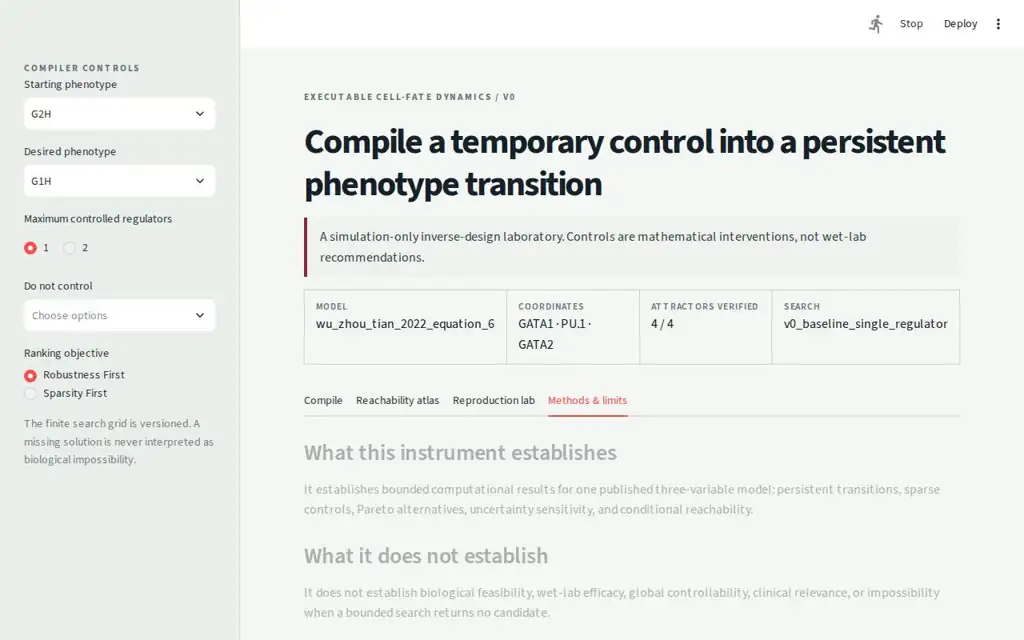 Stop
Deploy
COMPILER CONTROLS
Starting phenotype
G2H
Desired phenotype
G1H
Maximum controlled regulators
1
2
Do not control
Choose options
Ranking objective
Robustness First
Sparsity First
The finite search grid is versioned. A
missing solution is never interpreted as
biological impossibility.
EXECUTABLE CELL-FATE DYNAMICS / V0
Compile a temporary control into a persistent
phenotype transition
A simulation-only inverse-design laboratory. Controls are mathematical interventions, not wet-lab
recommendations.
MODEL
wu_zhou_tian_2022_equation_6
COORDINATES
GATA1 · PU.1 ·
GATA2
ATTRACTORS VERIFIED
4 / 4
SEARCH
v0_baseline_single_regulator
Compile
Reachability atlas
Reproduction lab
Methods & limits
What this instrument establishes
It establishes bounded computational results for one published three-variable model: persistent transitions, sparse
controls, Pareto alternatives, uncertainty sensitivity, and conditional reachability.
What it does not establish
It does not establish biological feasibility, wet-lab efficacy, global controllability, clinical relevance, or impossibility
when a bounded search returns no candidate.